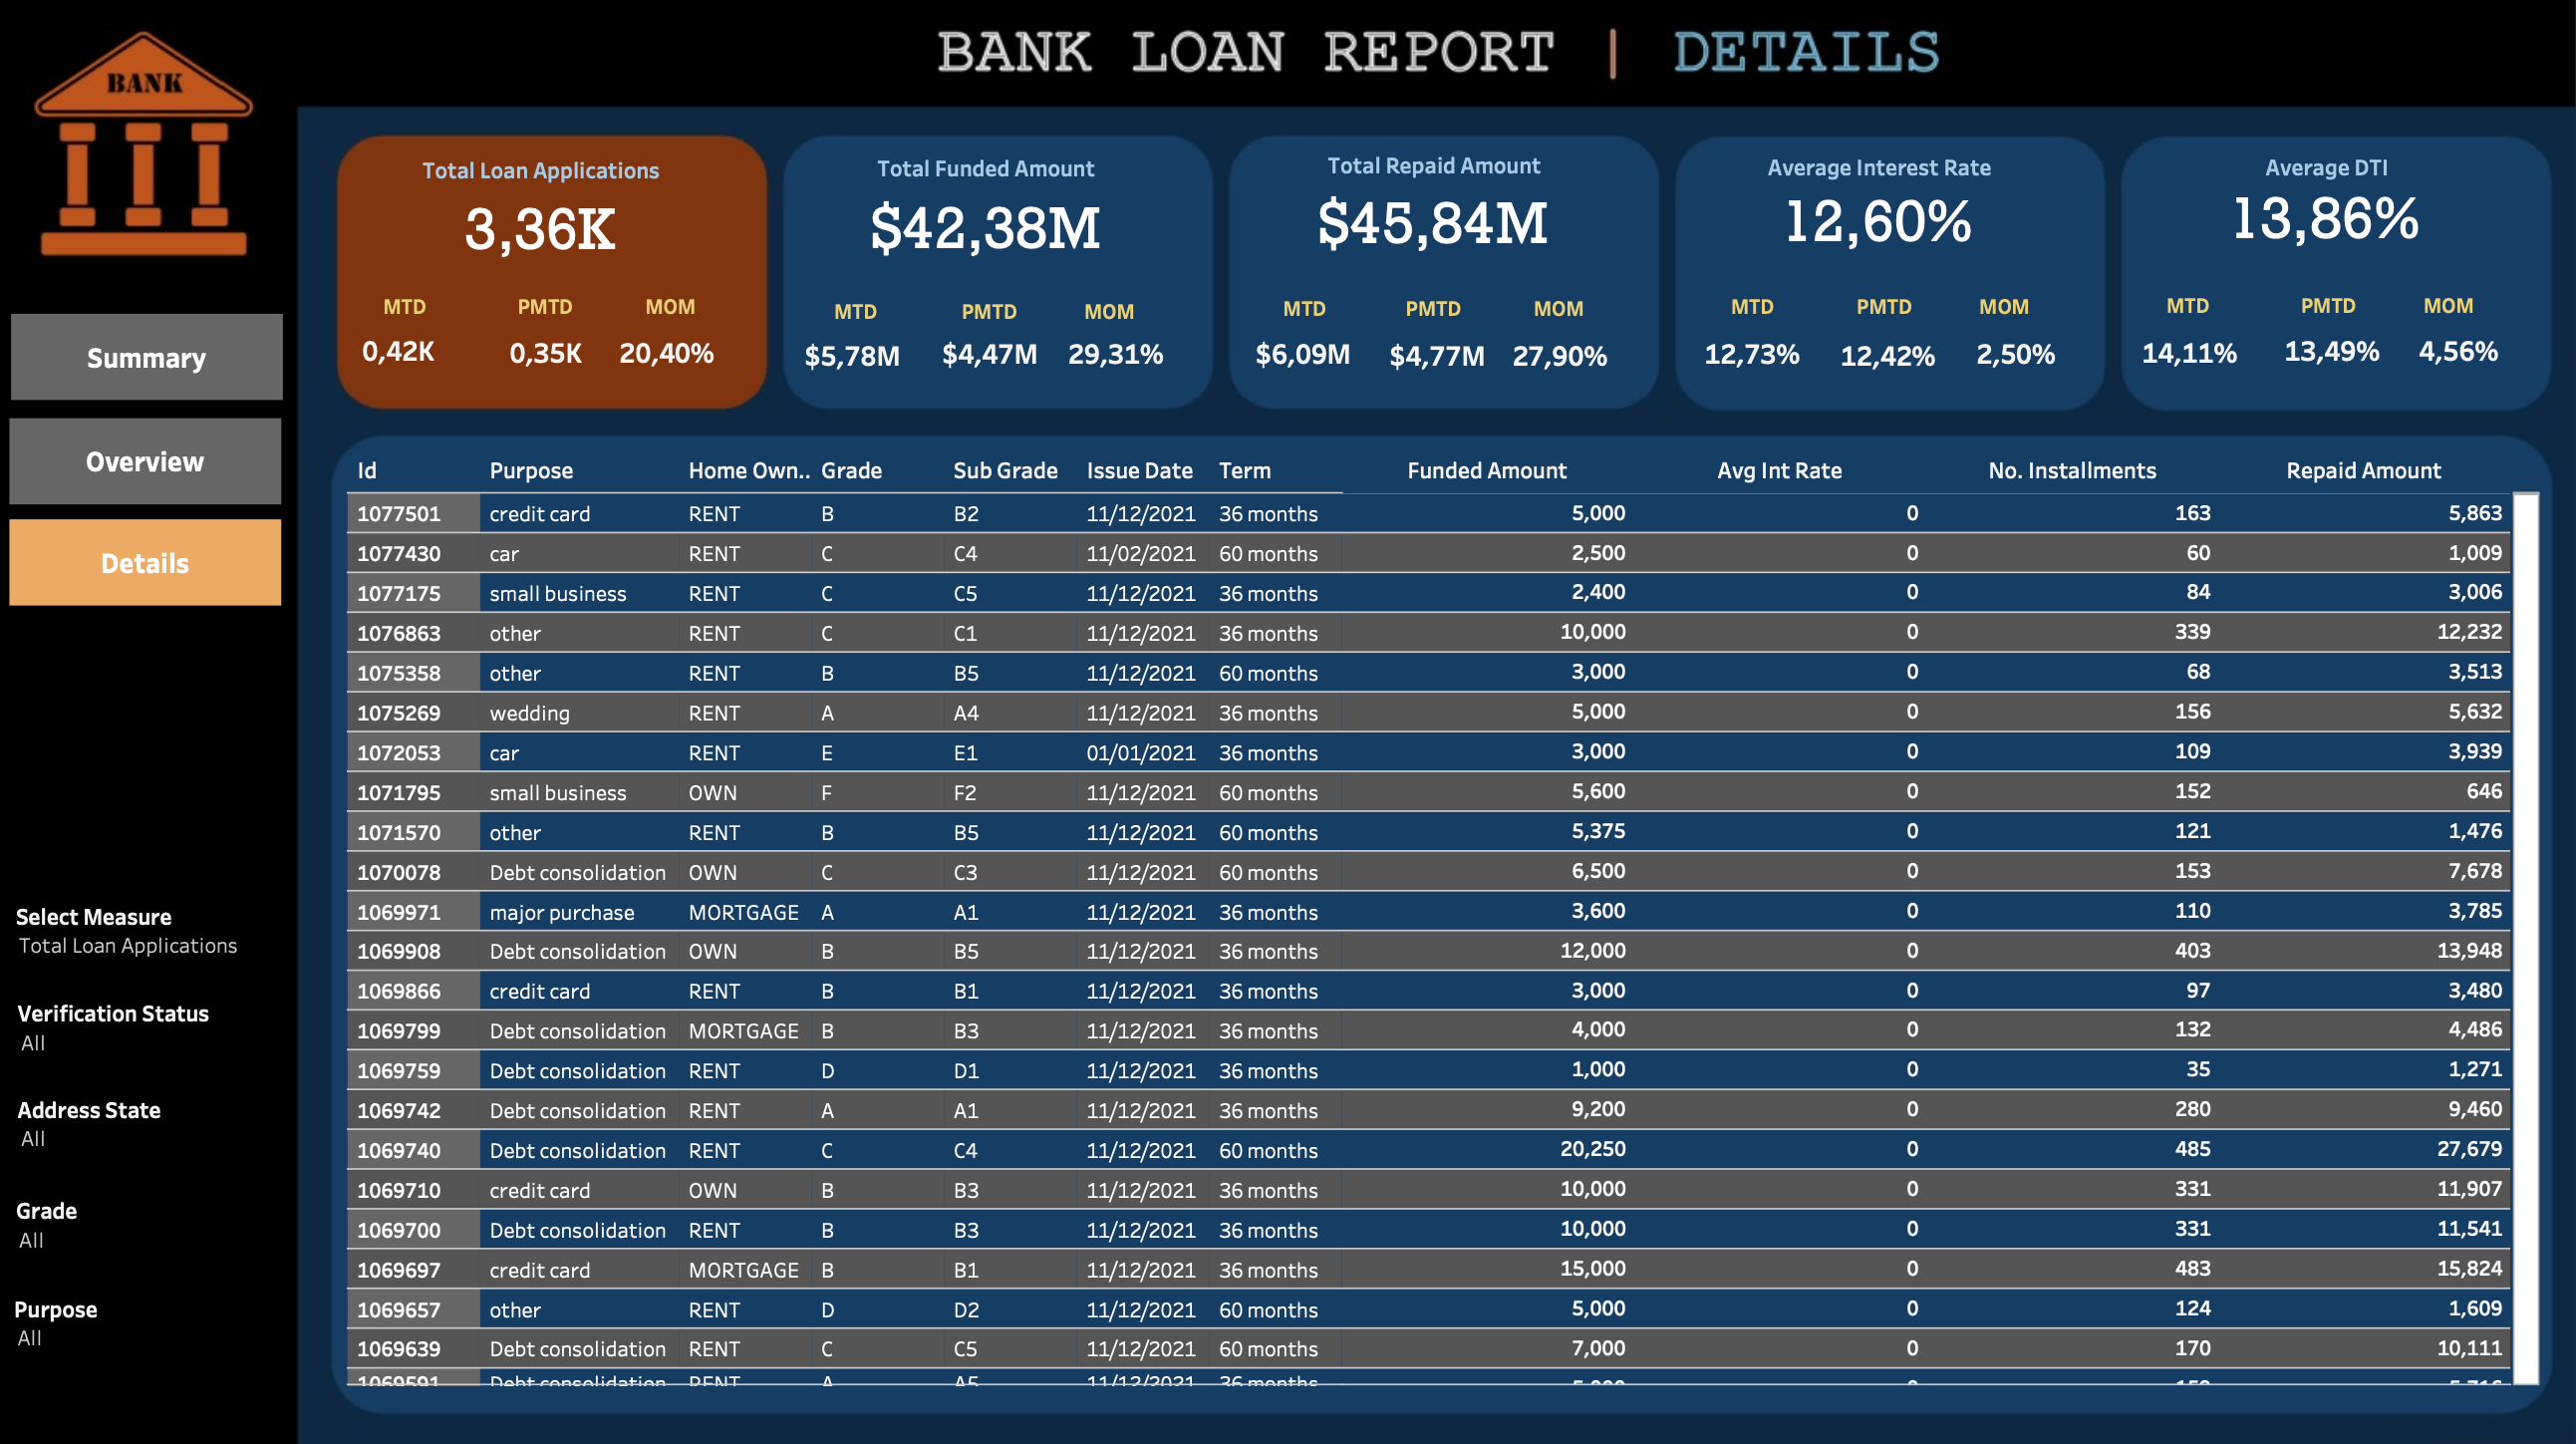 BANK
BANK LOAN REPORT | DETAILS
Summary
Overview
Details
Select Measure
Total Loan Applications
Verification Status
All
Address State
All
Grade
All
Purpose
All
Total Loan Applications
3,36K
MTD PMTD MOM
0,42K 0,35K 20,40%
Total Funded Amount
$42,38M
MTD PMTD MOM
$5,78M $4,47M 29,31%
Total Repaid Amount
$45,84M
MTD PMTD MOM
$6,09M $4,77M 27,90%
Average Interest Rate
12,60%
MTD PMTD MOM
12,73% 12,42% 2,50%
Average DTI
13,86%
MTD PMTD MOM
14,11% 13,49% 4,56%
Id Purpose Home Own.. Grade Sub Grade Issue Date Term Funded Amount Avg Int Rate No. Installments Repaid Amount
1077501 credit card RENT B B2 11/12/2021 36 months 5,000 0 163 5,863
1077430 car RENT C C4 11/02/2021 60 months 2,500 0 60 1,009
1077175 small business RENT C C5 11/12/2021 36 months 2,400 0 84 3,006
1076863 other RENT C C1 11/12/2021 36 months 10,000 0 339 12,232
1075358 other RENT B B5 11/12/2021 60 months 3,000 0 68 3,513
1075269 wedding RENT A A4 11/12/2021 36 months 5,000 0 156 5,632
1072053 car RENT E E1 01/01/2021 36 months 3,000 0 109 3,939
1071795 small business OWN F F2 11/12/2021 60 months 5,600 0 152 646
1071570 other RENT B B5 11/12/2021 60 months 5,375 0 121 1,476
1070078 Debt consolidation OWN C C3 11/12/2021 60 months 6,500 0 153 7,678
1069971 major purchase MORTGAGE A A1 11/12/2021 36 months 3,600 0 110 3,785
1069908 Debt consolidation OWN B B5 11/12/2021 36 months 12,000 0 403 13,948
1069866 credit card RENT B B1 11/12/2021 36 months 3,000 0 97 3,480
1069799 Debt consolidation MORTGAGE B B3 11/12/2021 36 months 4,000 0 132 4,486
1069759 Debt consolidation RENT D D1 11/12/2021 36 months 1,000 0 35 1,271
1069742 Debt consolidation RENT A A1 11/12/2021 36 months 9,200 0 280 9,460
1069740 Debt consolidation RENT C C4 11/12/2021 60 months 20,250 0 485 27,679
1069710 credit card OWN B B3 11/12/2021 36 months 10,000 0 331 11,907
1069700 Debt consolidation RENT B B3 11/12/2021 36 months 10,000 0 331 11,541
1069697 credit card MORTGAGE B B1 11/12/2021 36 months 15,000 0 483 15,824
1069657 other RENT D D2 11/12/2021 60 months 5,000 0 124 1,609
1069639 Debt consolidation RENT C C5 11/12/2021 60 months 7,000 0 170 10,111
1069591 Debt consolidation RENT A A5 11/12/2021 36 months